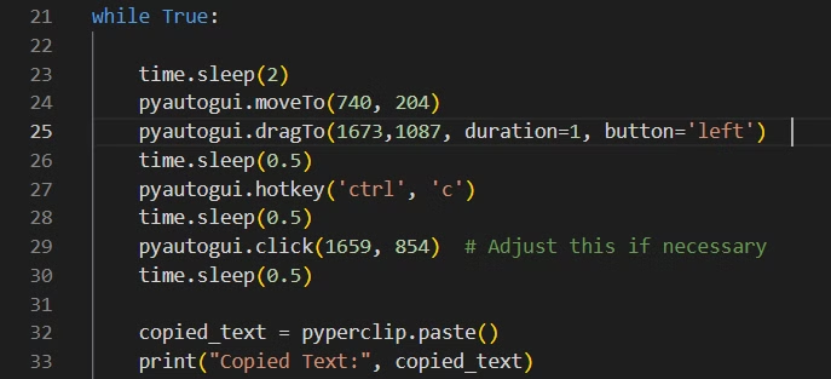 21 while True:
22
23     time.sleep(2)
24     pyautogui.moveTo(740, 204)
25     pyautogui.dragTo(1673,1087, duration=1, button='left')
26     time.sleep(0.5)
27     pyautogui.hotkey('ctrl', 'c')
28     time.sleep(0.5)
29     pyautogui.click(1659, 854)  # Adjust this if necessary
30     time.sleep(0.5)
31
32     copied_text = pyperclip.paste()
33     print("Copied Text:", copied_text)